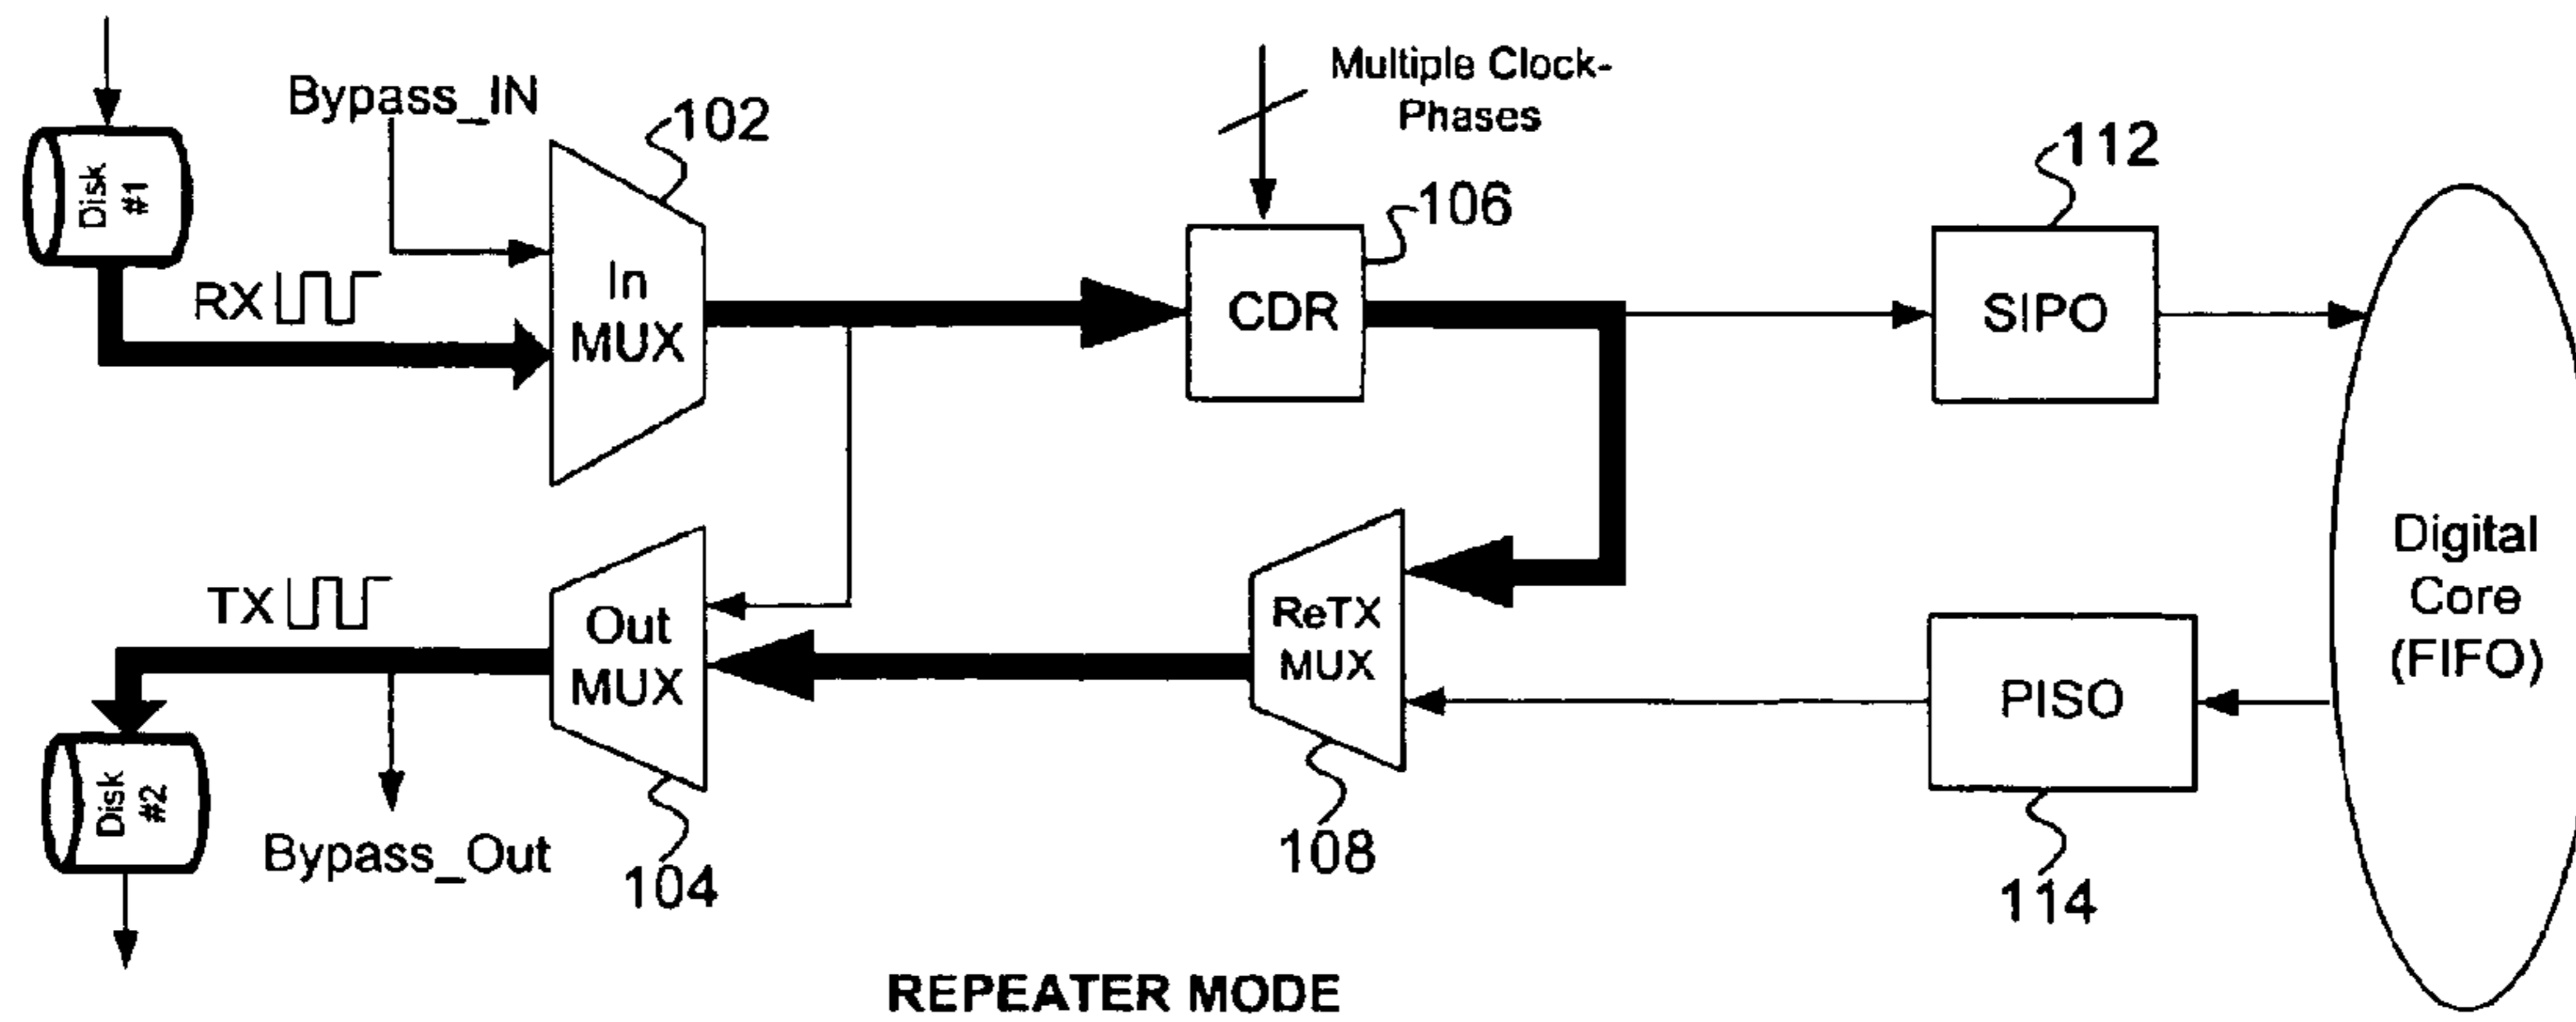 Multiple Clock-
Phases
Bypass_IN
102
112
Disk
#1
106
RX
In
MUX
CDR
SIPO
Digital
Core
(FIFO)
TX
Out
MUX
ReTX
MUX
PISO
Disk
#2
Bypass_Out
104
108
114
REPEATER MODE